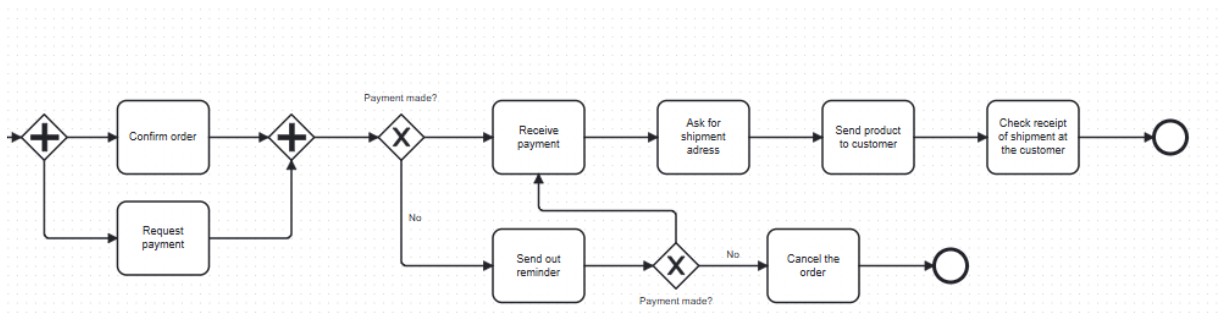 Payment made?
Confirm order
Receive
payment
Ask for
shipment
adress
Send product
to customer
Check receipt
of shipment at
the customer
No
Request
payment
Send out
reminder
No
Cancel the
order
Payment made?